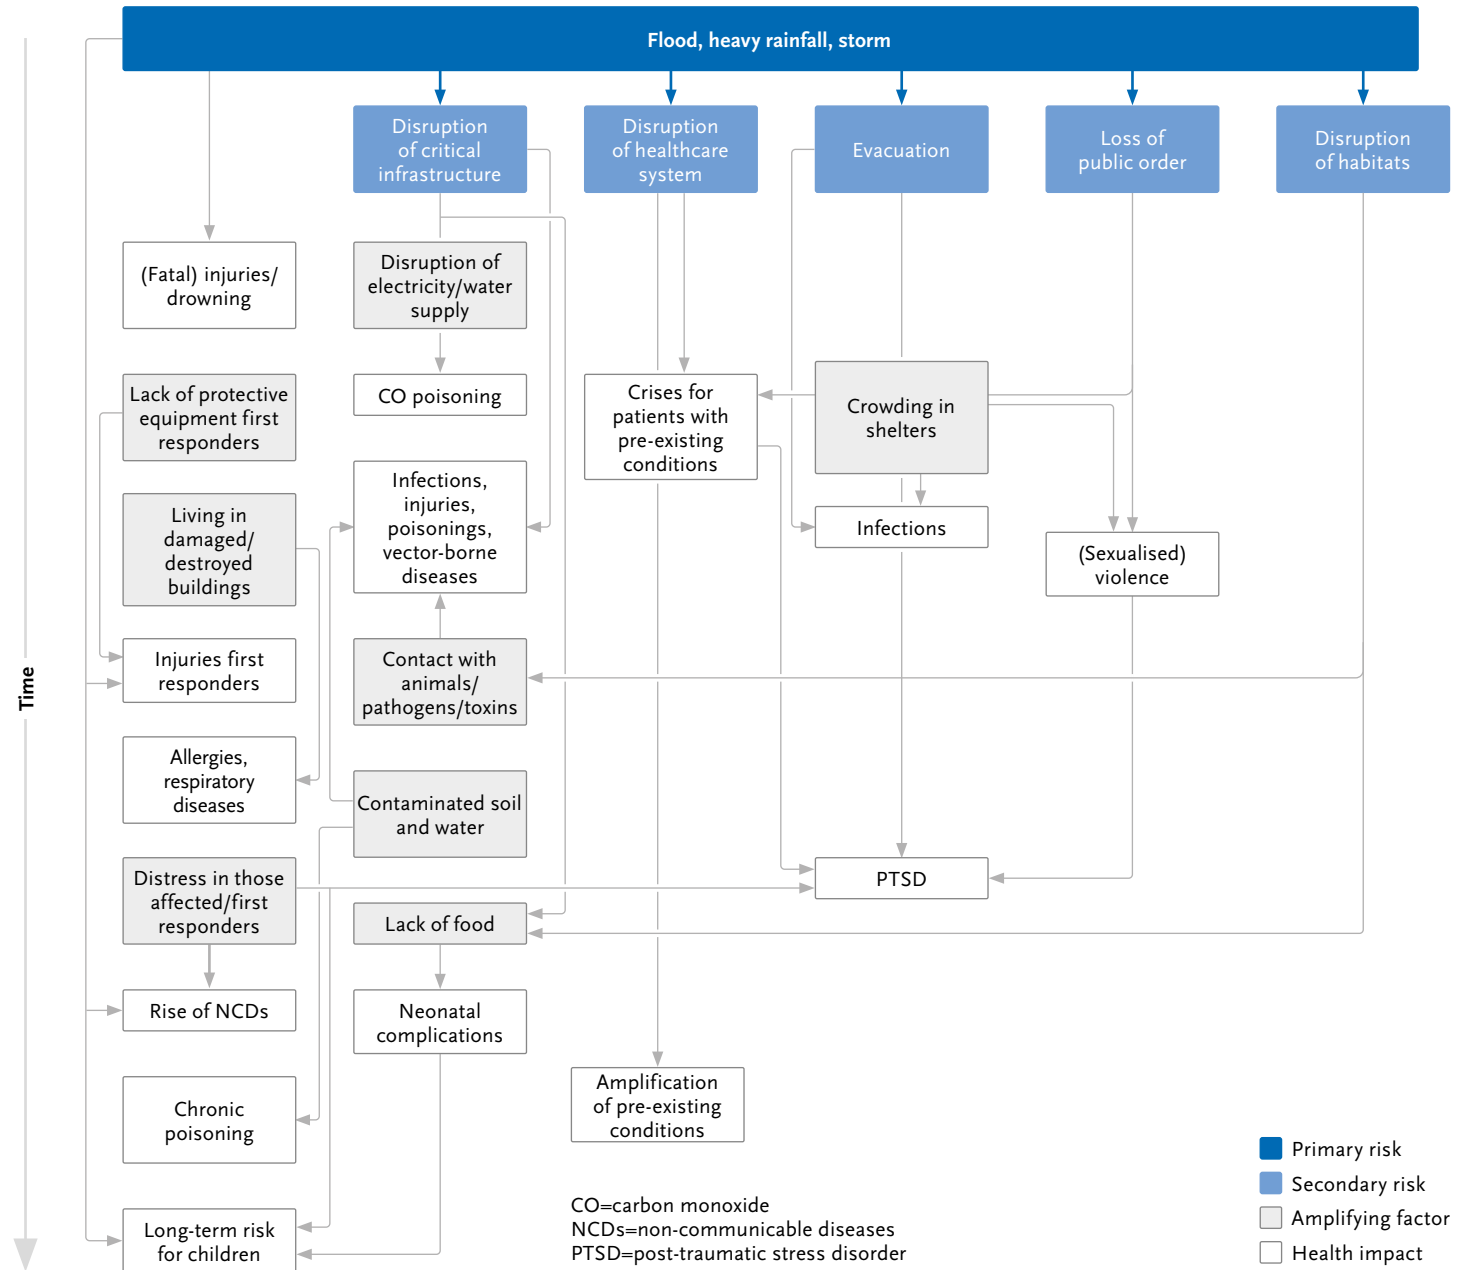 Flood, heavy rainfall, storm
Disruption
of critical
infrastructure
Disruption
of healthcare
system
Evacuation
Loss of
public order
Disruption
of habitats
(Fatal) injuries/
drowning
Disruption of
electricity/water
supply
Lack of protective
equipment first
responders
CO poisoning
Crises for
patients with
pre-existing
conditions
Crowding in
shelters
Living in
damaged/
destroyed
buildings
Infections,
injuries,
poisonings,
vector-borne
diseases
Infections
(Sexualised)
violence
Injuries first
responders
Contact with
animals/
pathogens/toxins
Time
Allergies,
respiratory
diseases
Contaminated soil
and water
Distress in those
affected/first
responders
PTSD
Lack of food
Rise of NCDs
Neonatal
complications
Chronic
poisoning
Amplification
of pre-existing
conditions
Long-term risk
for children
CO=carbon monoxide
NCDs=non-communicable diseases
PTSD=post-traumatic stress disorder
Primary risk
Secondary risk
Amplifying factor
Health impact